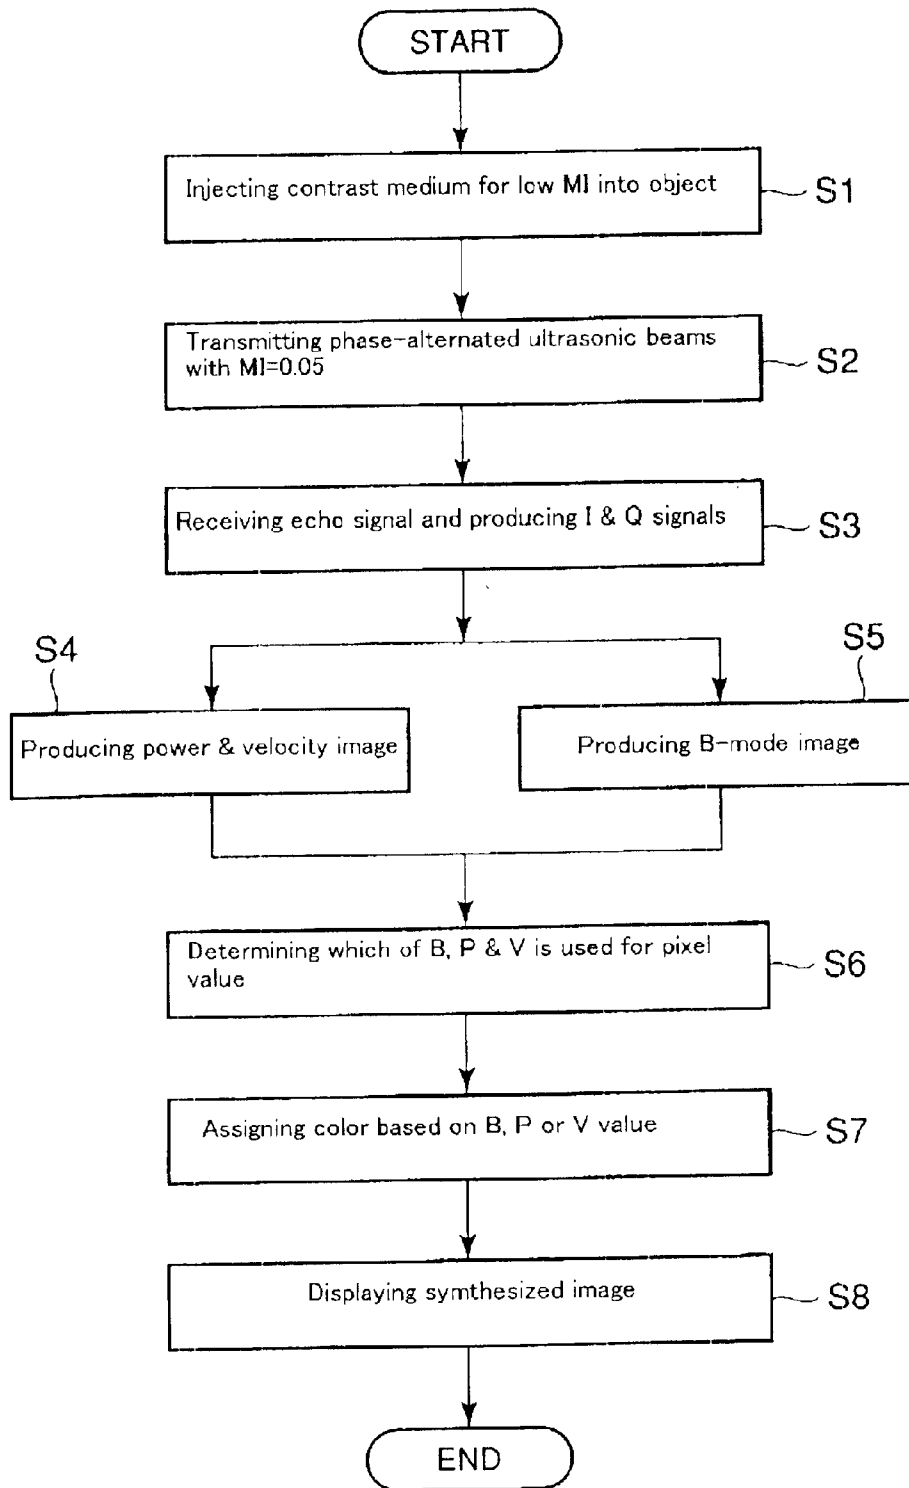 START
Injecting contrast medium for low MI into object
S1
Transmitting phase-alternated ultrasonic beams
with MI=0.05
S2
Receiving echo signal and producing I & Q signals
S3
S4
S5
Producing power & velocity image
Producing B-mode image
Determining which of B, P & V is used for pixel
value
S6
Assigning color based on B, P or V value
S7
Displaying symthesized image
S8
END